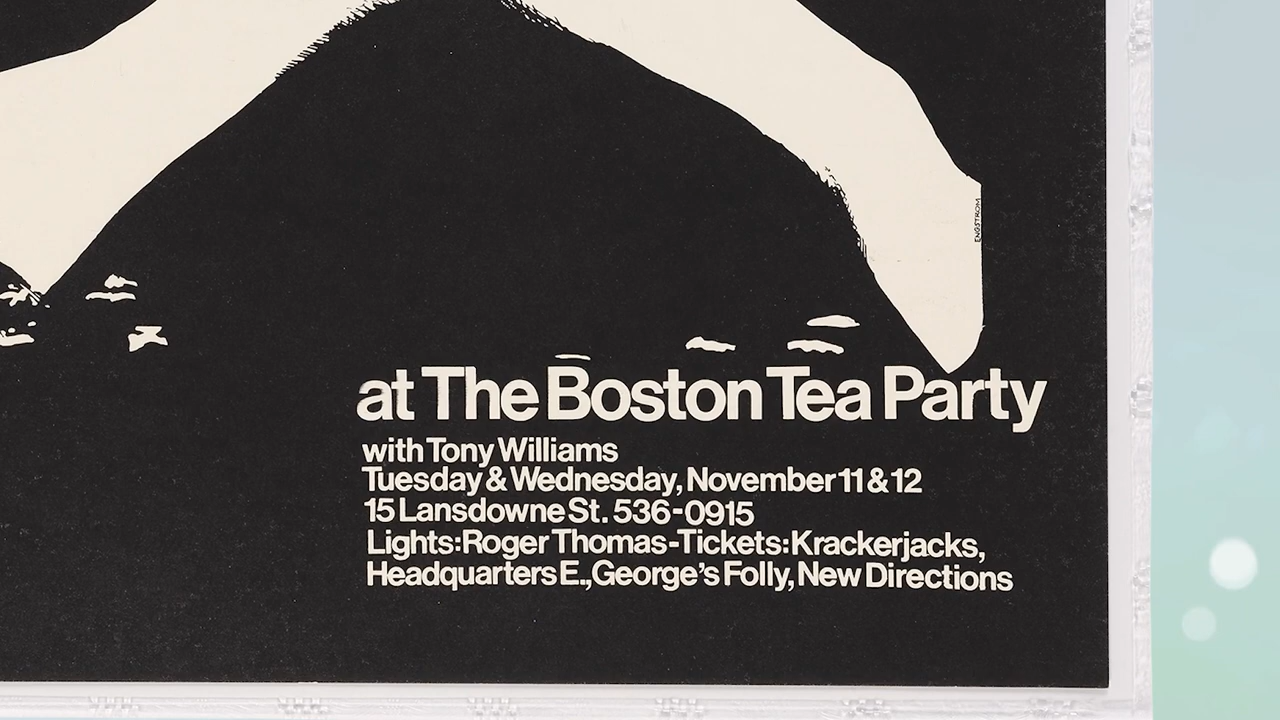 ENGSTROM
at The Boston Tea Party
with Tony Williams
Tuesday & Wednesday, November 11 & 12
15 Lansdowne St. 536-0915
Lights: Roger Thomas-Tickets: Krackerjacks,
Headquarters E., George's Folly, New Directions